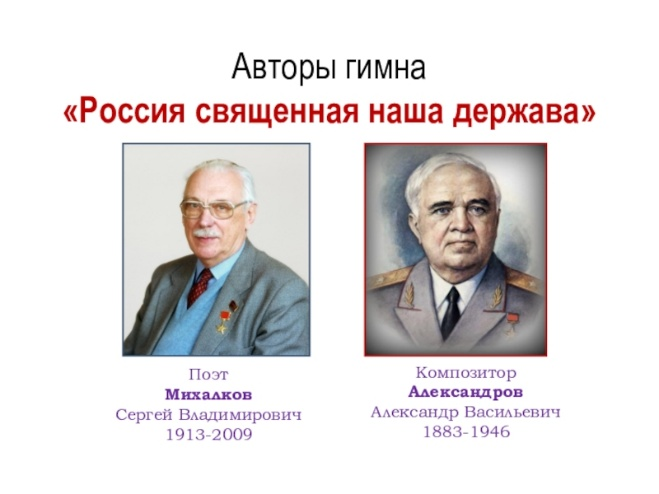 Авторы гимна
«Россия священная наша держава»
Поэт
Михалков
Сергей Владимирович
1913-2009
Композитор
Александров
Александр Васильевич
1883-1946